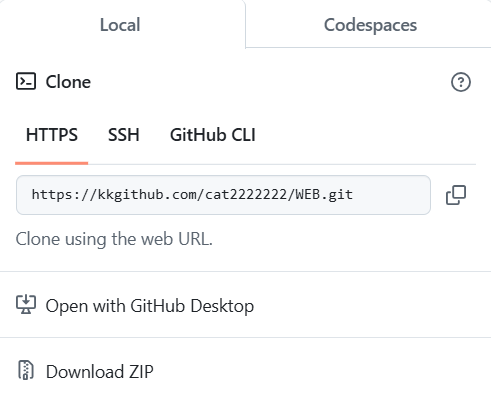 Local
Codespaces
Clone
HTTPS
SSH
GitHub CLI
https://kkgithub.com/cat2222222/WEB.git
Clone using the web URL.
Open with GitHub Desktop
Download ZIP